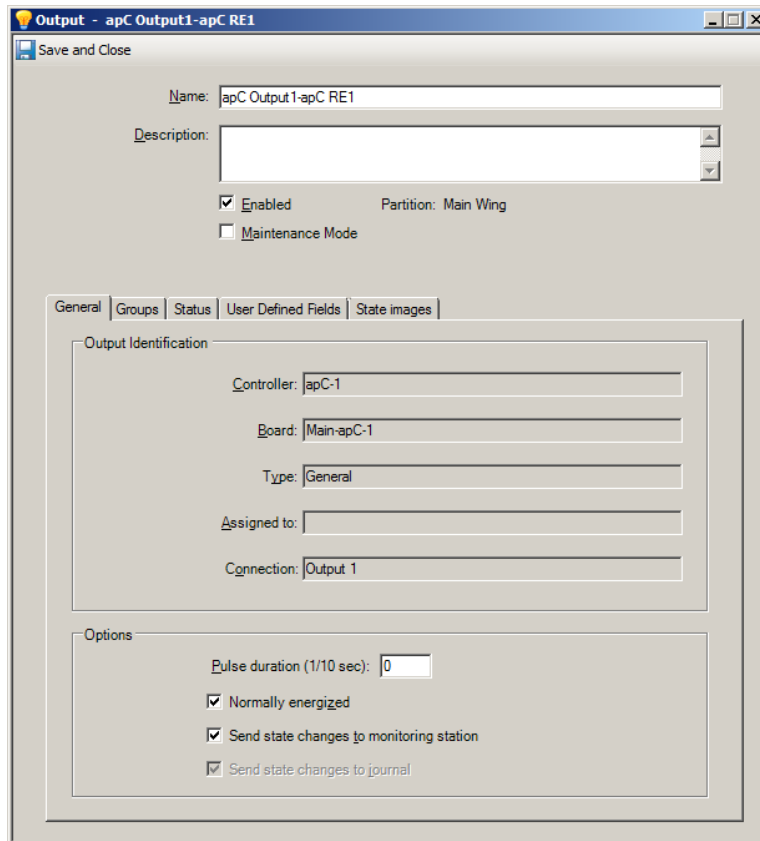 Output - apC Output1-apC RE1
Save and Close
Name: apC Output1-apC RE1
Description:
Enabled Partition: Main Wing
Maintenance Mode
General Groups Status User Defined Fields State images
Output Identification
Controller: apC-1
Board: Main-apC-1
Type: General
Assigned to:
Connection: Output 1
Options
Pulse duration (1/10 sec): 0
Normally energized
Send state changes to monitoring station
Send state changes to journal